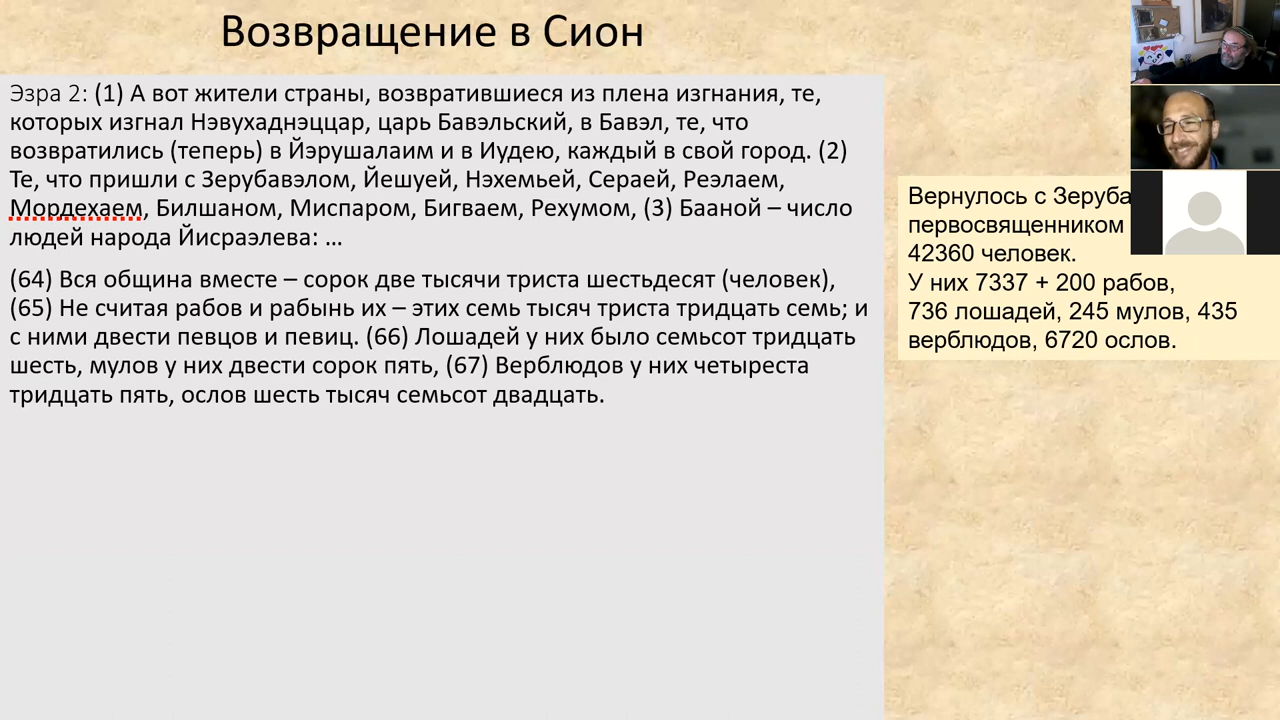 Возвращение в Сион
Эзра 2: (1) А вот жители страны, возвратившиеся из плена изгнания, те,
которых изгнал Нэвухаднэццар, царь Бавэльский, в Бавэл, те, что
возвратились (теперь) в Йэрушалаим и в Иудею, каждый в свой город. (2)
Те, что пришли с Зерубавэлом, Йешуей, Нэхемьей, Сераей, Реэлаем,
Мордехаем, Билшаном, Миспаром, Бигваем, Рехумом, (3) Бааной – число
людей народа Йисраэлева: ...
(64) Вся община вместе – сорок две тысячи триста шестьдесят (человек),
(65) Не считая рабов и рабынь их – этих семь тысяч триста тридцать семь; и
с ними двести певцов и певиц. (66) Лошадей у них было семьсот тридцать
шесть, мулов у них двести сорок пять, (67) Верблюдов у них четыреста
тридцать пять, ослов шесть тысяч семьсот двадцать.
Вернулось с
первосвященником
42360 человек.
У них 7337 + 200 рабов,
736 лошадей, 245 мулов, 435
верблюдов, 6720 ослов.